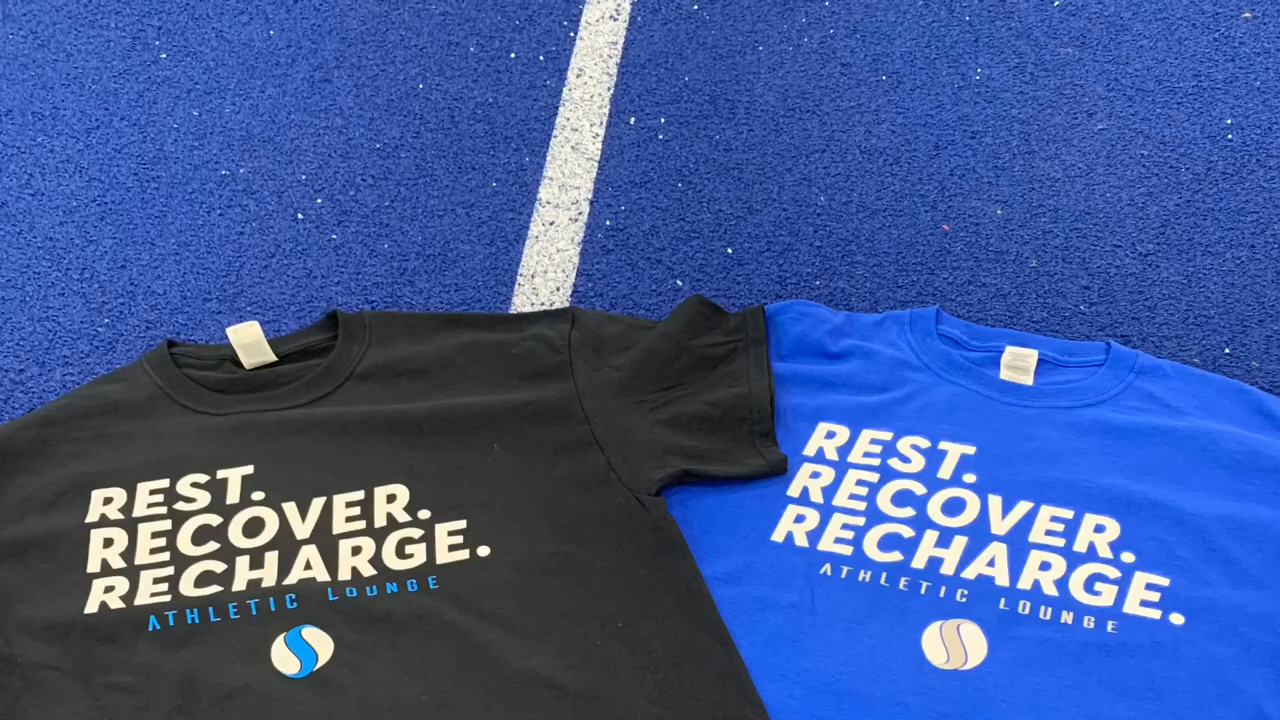 REST.
RECOVER.
RECHARGE.
ATHLETIC LOUNGE
REST.
RECOVER.
RECHARGE.
ATHLETIC LOUNGE